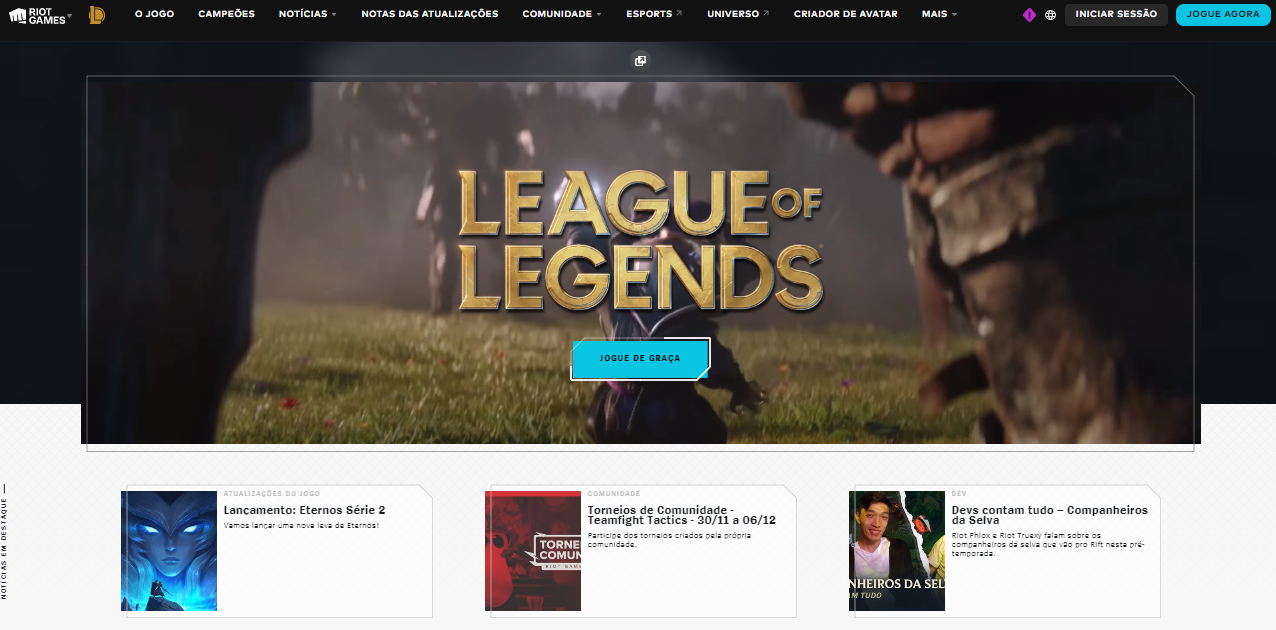 RIOT
GAMES
O JOGO
CAMPEÕES
NOTÍCIAS
NOTAS DAS ATUALIZAÇÕES
COMUNIDADE
ESPORTS
UNIVERSO
CRIADOR DE AVATAR
MAIS
INICIAR SESSÃO
JOGUE AGORA
LEAGUE OF
LEGENDS
JOGUE DE GRAÇA
NOTÍCIAS EM DESTAQUE
ATUALIZAÇÕES DO JOGO
Lançamento: Eternos Série 2
Vamos lançar uma nova leva de Eternos!
TORNE
COMUN
RIOT GAM
COMUNIDADE
Torneios de Comunidade -
Teamfight Tactics - 30/11 a 06/12
Participe dos torneios criados pela própria
comunidade.
NHEIROS DA SEL
AM TUDO
DEV
Devs contam tudo – Companheiros
da Selva
Riot Phlox e Riot Truexy falam sobre os
companheiros da selva que vão pro Rift nesta pré-
temporada.